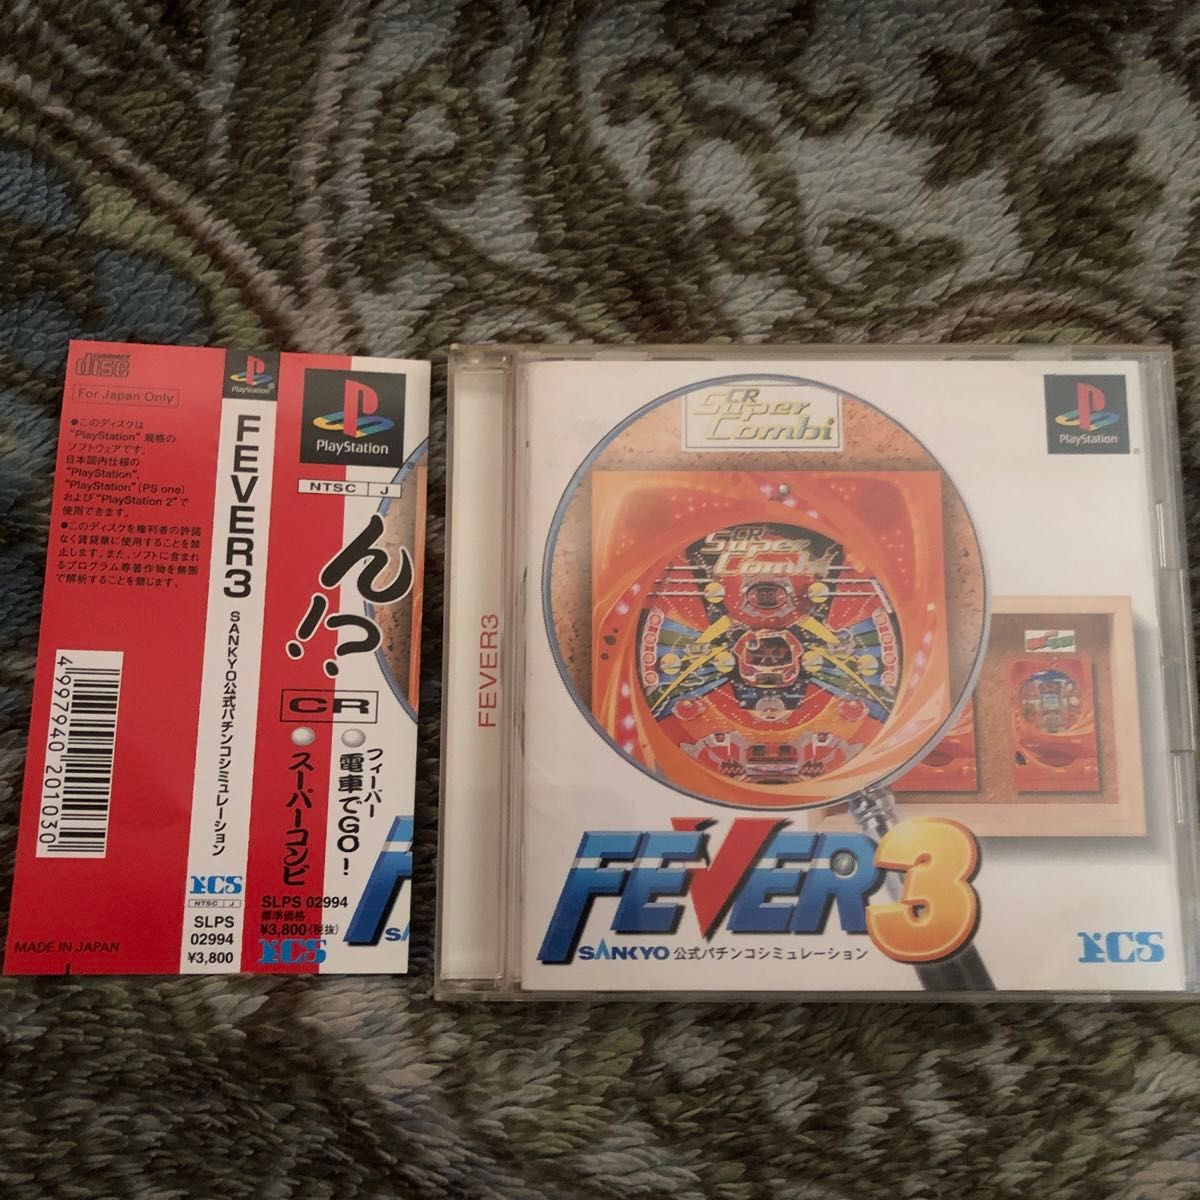 COMPACT
disc
For Japan Only
●このディスクは
"PlayStation" 規格の
ソフトウェアです。
日本国内仕様の
"PlayStation"、
"PlayStation" (PS one)
および "PlayStation 2" で
使用できます。
●このディスクを権利者の許諾
なく賃貸業に使用することを禁
止します。また、ソフトに含まれ
るプログラム等著作物を無断
で解析することを禁じます。
4 997940 201030
MADE IN JAPAN
PlayStation
FEVER3
SANKYO公式パチンコシミュレーション
ICS
NTSC J
SLPS
02994
¥3,800
PlayStation
NTSC J
ん!?
CR
フィーバー
電車でGO!
スーパーコンビ
SLPS 02994
標準価格
¥3,800(税抜)
ICS
FEVER3
CR
Super
Combi
PlayStation
CR
Super
Combi
FEVER3
SANKYO 公式パチンコシミュレーション
ICS